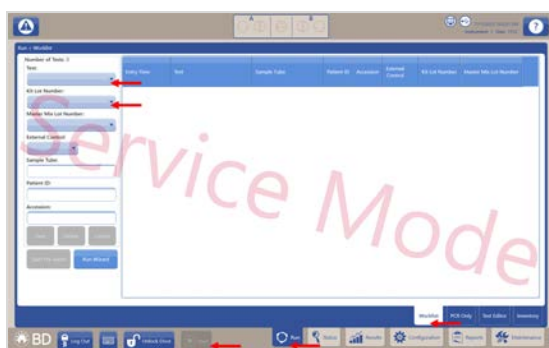 A
B
?
Run > Worklist
Number of Tests: 0
Test:
Kit Lot Number:
Master Mix Lot Number:
External Control:
Sample Tube:
Patient ID:
Accession:
Run Wizard
Entry Time
Test
Sample Tube
Patient ID
Accession
External Control
Kit Lot Number
Master Mix Lot Number
Service Mode
Worklist
PCR Only
Test Editor
Inventory
BD
Log Out
Unlock Door
Run
Status
Results
Configuration
Reports
Maintenance